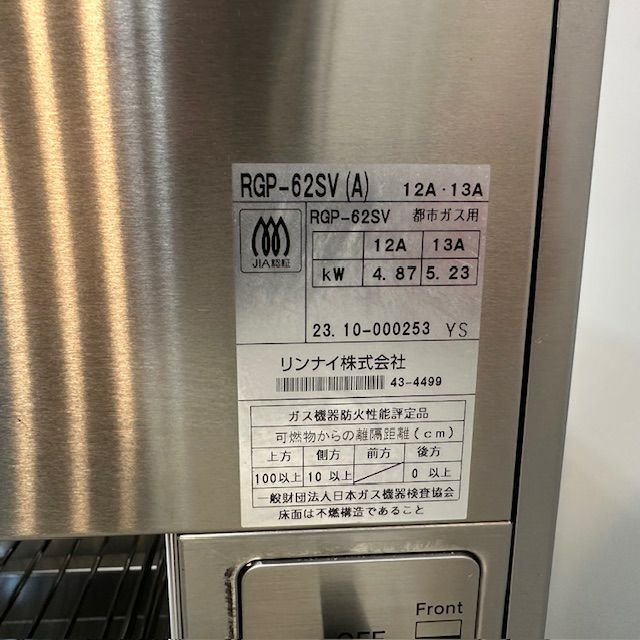 RGP-62SV(A) 12A・13A
RGP-62SV 都市ガス用
JIA認証
12A 13A
kW 4.87 5.23
23.10-000253 YS
リンナイ株式会社
43-4499
ガス機器防火性能評定品
可燃物からの離隔距離(cm)
上方 側方 前方 後方
100以上 10以上 0以上
一般財団法人日本ガス機器検査協会
床面は不燃構造であること
Front
OFF